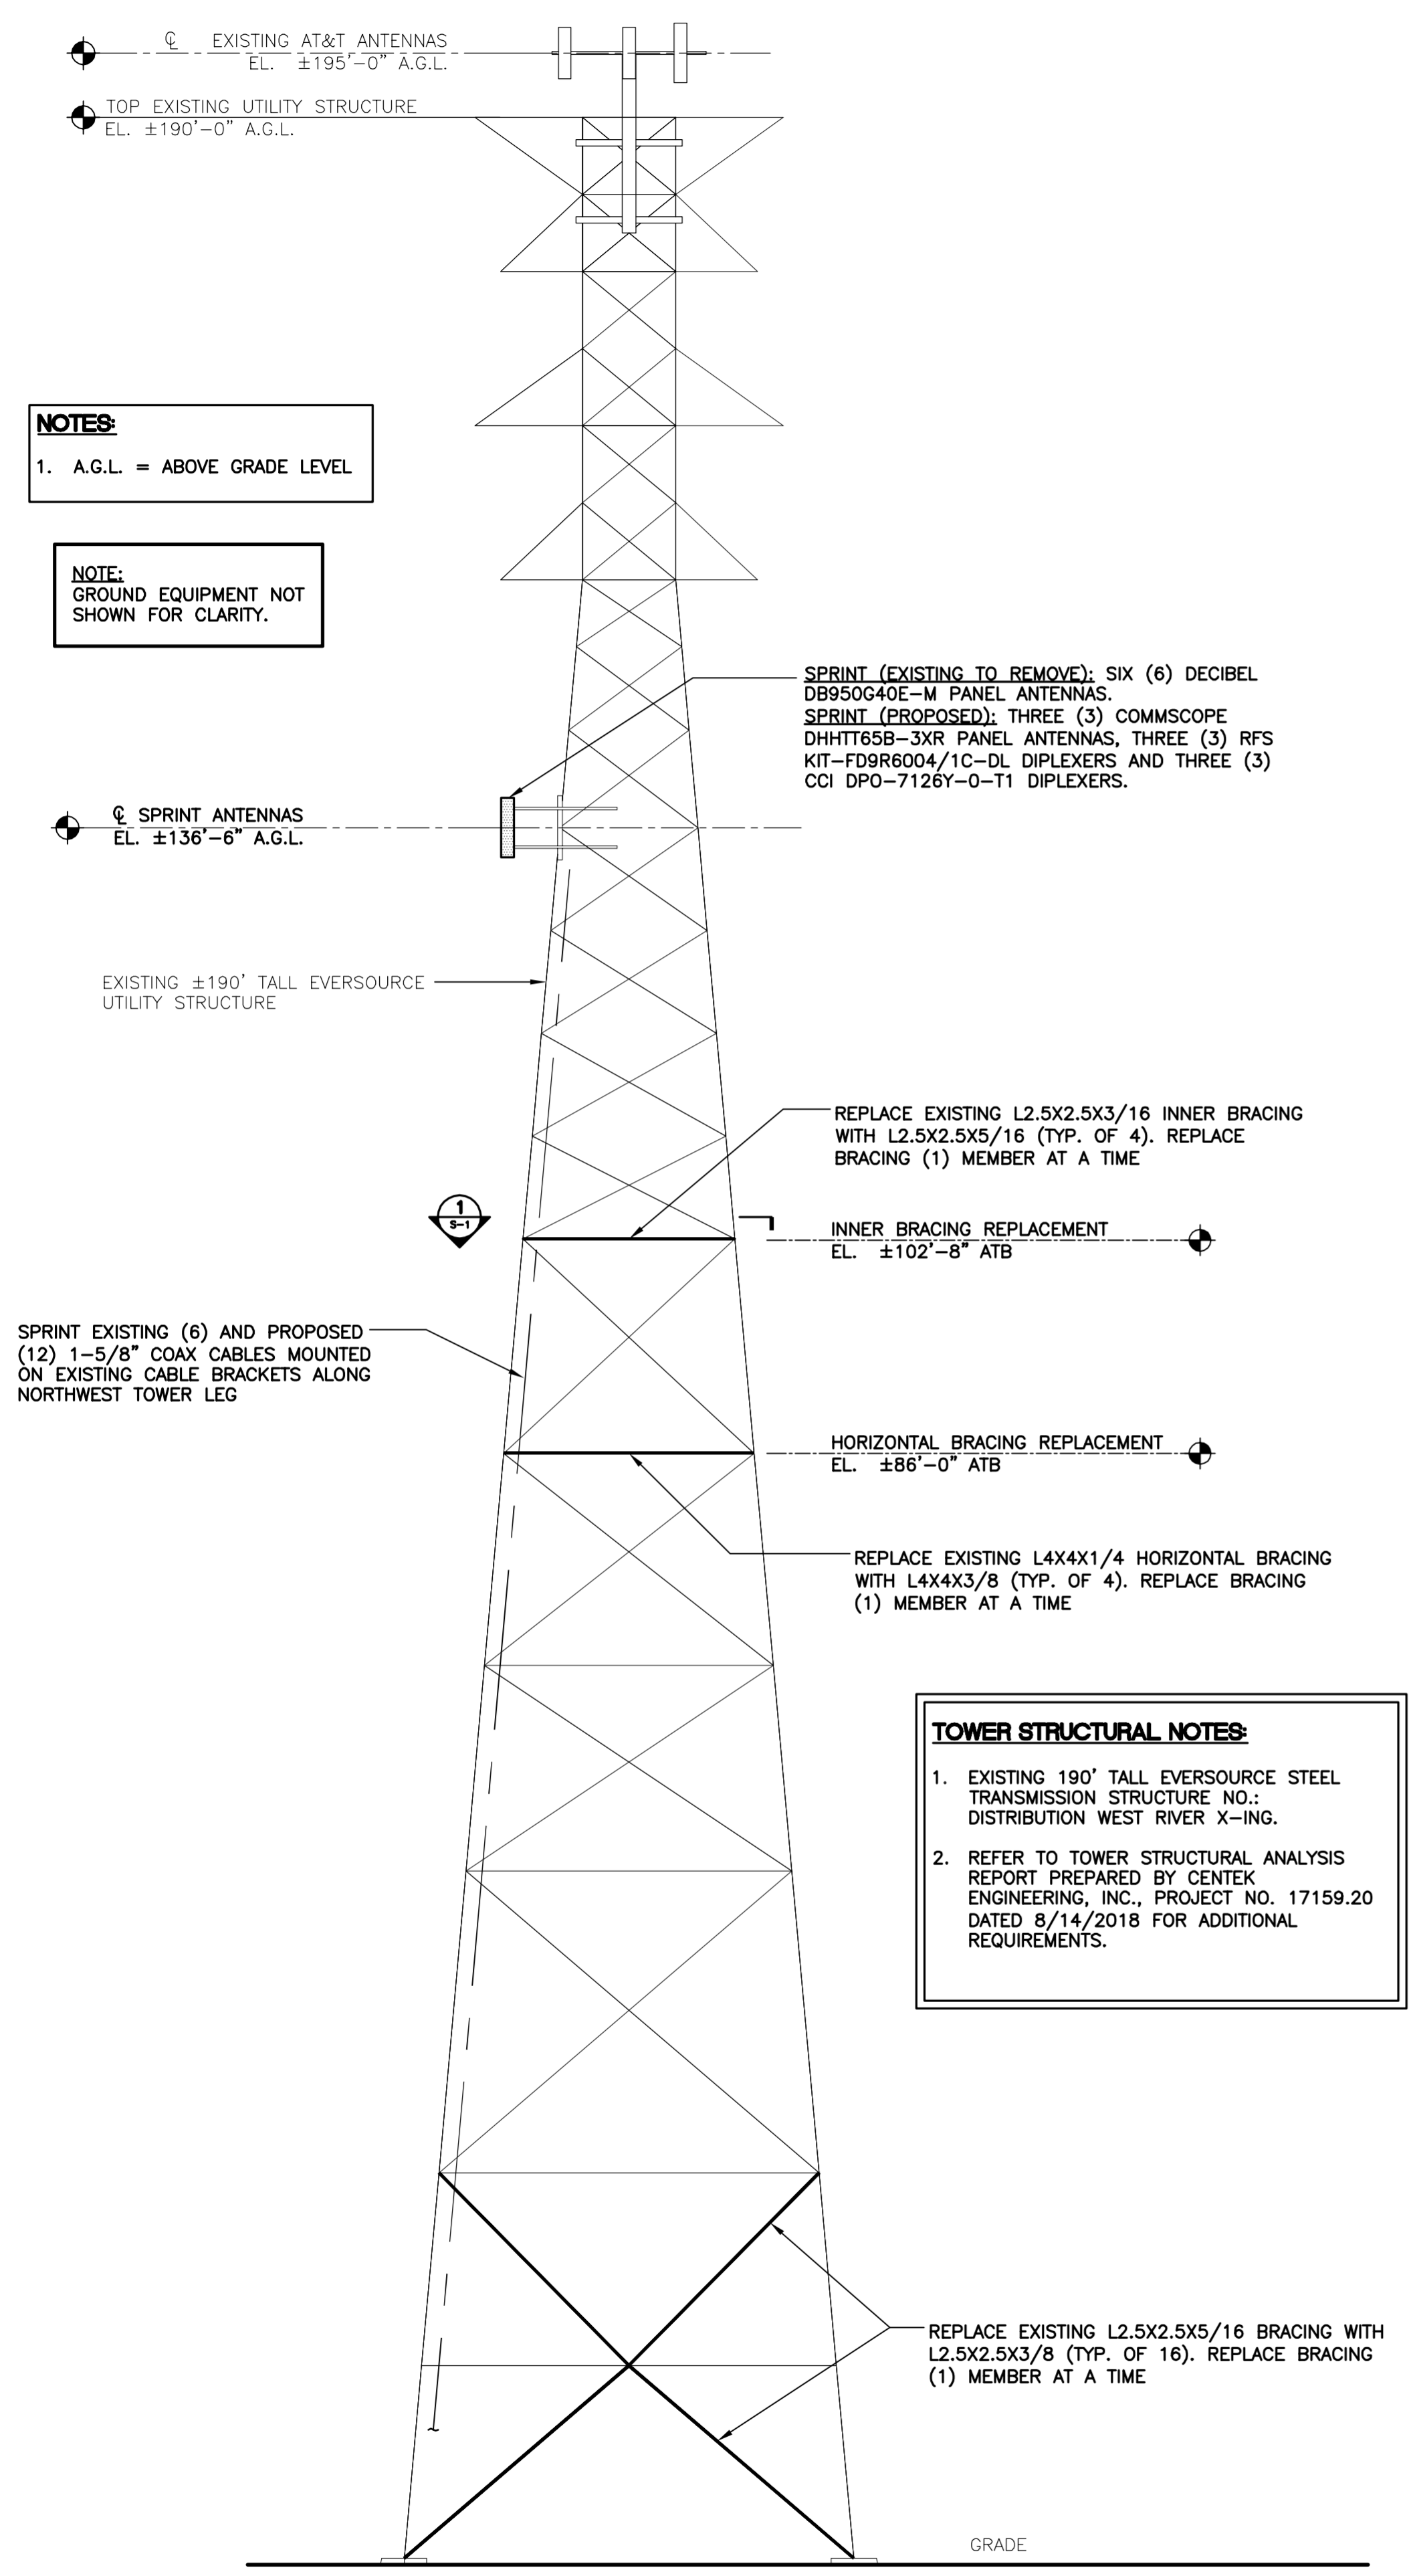 ℄ EXISTING AT&T ANTENNAS
EL. ±195'-0" A.G.L.
TOP EXISTING UTILITY STRUCTURE
EL. ±190'-0" A.G.L.
NOTES:
1. A.G.L. = ABOVE GRADE LEVEL
NOTE:
GROUND EQUIPMENT NOT
SHOWN FOR CLARITY.
SPRINT (EXISTING TO REMOVE): SIX (6) DECIBEL
DB950G40E-M PANEL ANTENNAS.
SPRINT (PROPOSED): THREE (3) COMMSCOPE
DHHTT65B-3XR PANEL ANTENNAS, THREE (3) RFS
KIT-FD9R6004/1C-DL DIPLEXERS AND THREE (3)
CCI DPO-7126Y-0-T1 DIPLEXERS.
℄ SPRINT ANTENNAS
EL. ±136'-6" A.G.L.
EXISTING ±190' TALL EVERSOURCE
UTILITY STRUCTURE
REPLACE EXISTING L2.5X2.5X3/16 INNER BRACING
WITH L2.5X2.5X5/16 (TYP. OF 4). REPLACE
BRACING (1) MEMBER AT A TIME
1
S-1
INNER BRACING REPLACEMENT
EL. ±102'-8" ATB
SPRINT EXISTING (6) AND PROPOSED
(12) 1-5/8" COAX CABLES MOUNTED
ON EXISTING CABLE BRACKETS ALONG
NORTHWEST TOWER LEG
HORIZONTAL BRACING REPLACEMENT
EL. ±86'-0" ATB
REPLACE EXISTING L4X4X1/4 HORIZONTAL BRACING
WITH L4X4X3/8 (TYP. OF 4). REPLACE BRACING
(1) MEMBER AT A TIME
TOWER STRUCTURAL NOTES:
1. EXISTING 190' TALL EVERSOURCE STEEL
TRANSMISSION STRUCTURE NO.:
DISTRIBUTION WEST RIVER X-ING.
2. REFER TO TOWER STRUCTURAL ANALYSIS
REPORT PREPARED BY CENTEK
ENGINEERING, INC., PROJECT NO. 17159.20
DATED 8/14/2018 FOR ADDITIONAL
REQUIREMENTS.
REPLACE EXISTING L2.5X2.5X5/16 BRACING WITH
L2.5X2.5X3/8 (TYP. OF 16). REPLACE BRACING
(1) MEMBER AT A TIME
GRADE